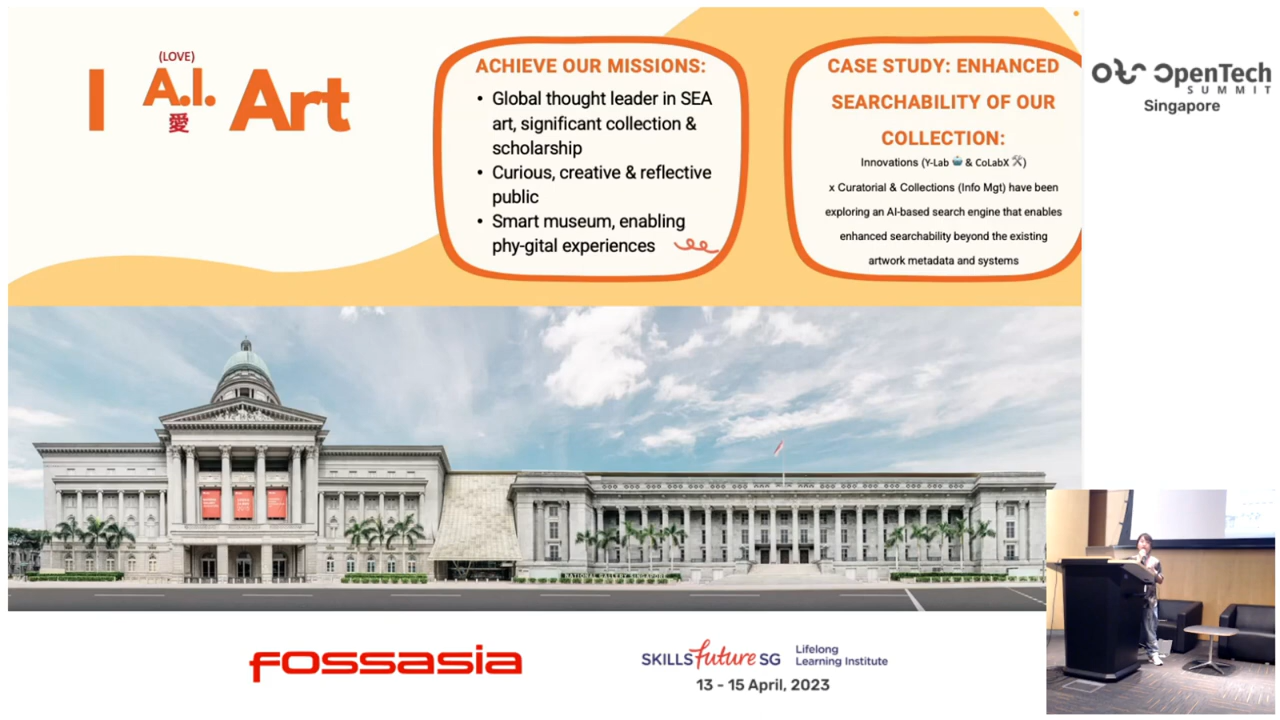 (LOVE)
I A.I. Art
愛
ACHIEVE OUR MISSIONS:
• Global thought leader in SEA
art, significant collection &
scholarship
• Curious, creative & reflective
public
• Smart museum, enabling
phy-gital experiences
CASE STUDY: ENHANCED
SEARCHABILITY OF OUR
COLLECTION:
Innovations (Y-Lab & CoLabX)
x Curatorial & Collections (Info Mgt) have been
exploring an AI-based search engine that enables
enhanced searchability beyond the existing
artwork metadata and systems
OpenTech
SUMMIT
Singapore
NATIONAL GALLERY SINGAPORE
fossasia
SKILLSfuture SG
Lifelong
Learning Institute
13 - 15 April, 2023